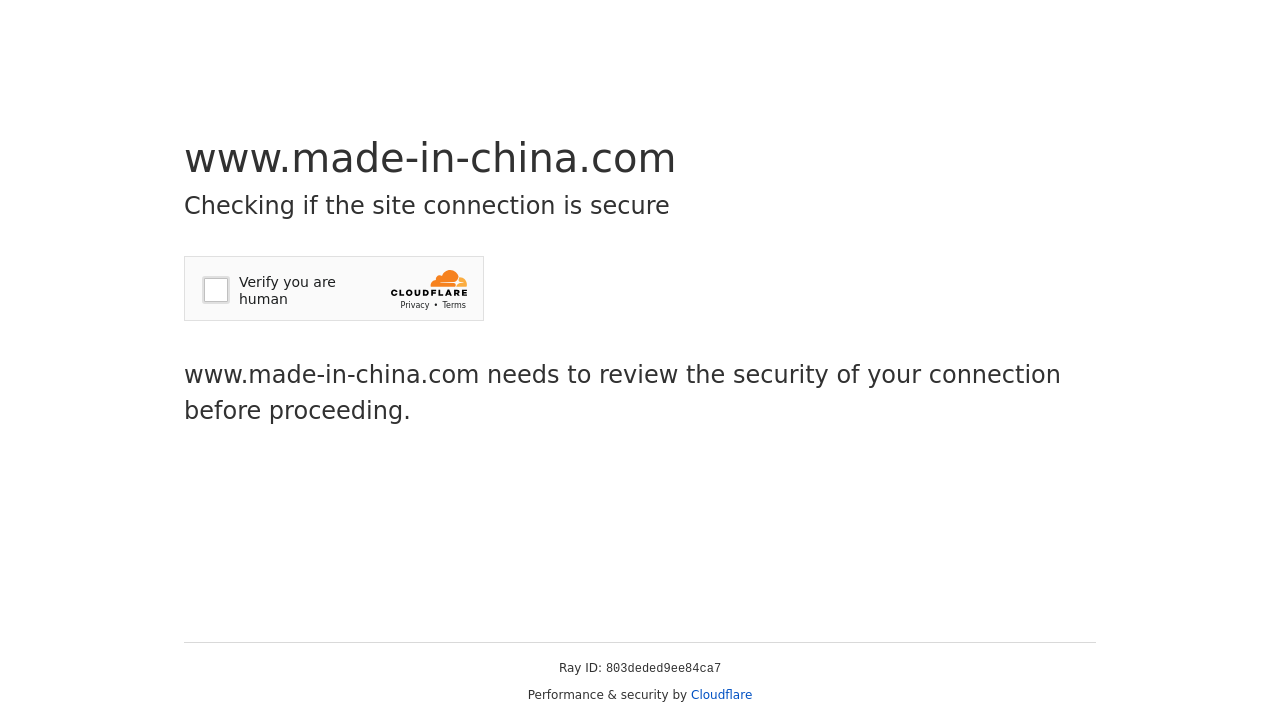 www.made-in-china.com
Checking if the site connection is secure
Verify you are
human
CLOUDFLARE
Privacy • Terms
www.made-in-china.com needs to review the security of your connection
before proceeding.
Ray ID: 803deded9ee84ca7
Performance & security by Cloudflare